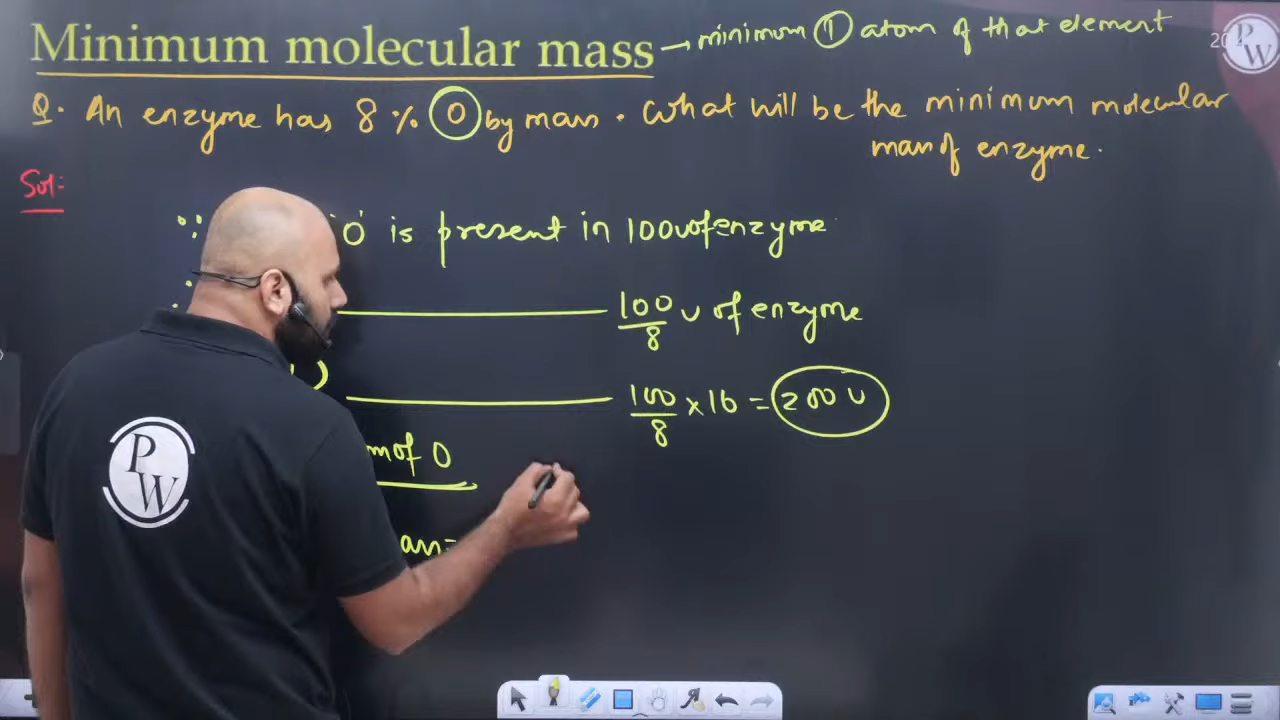 Minimum molecular mass → minimum 1 atom of that element
Q. An enzyme has 8 % O by mass. What will be the minimum molecular
mass of enzyme.
Sol:
∵ 'O' is present in 100u of enzyme
∴ 100/8 u of enzyme
100/8 × 16 = 200 u
of O
PW
PW